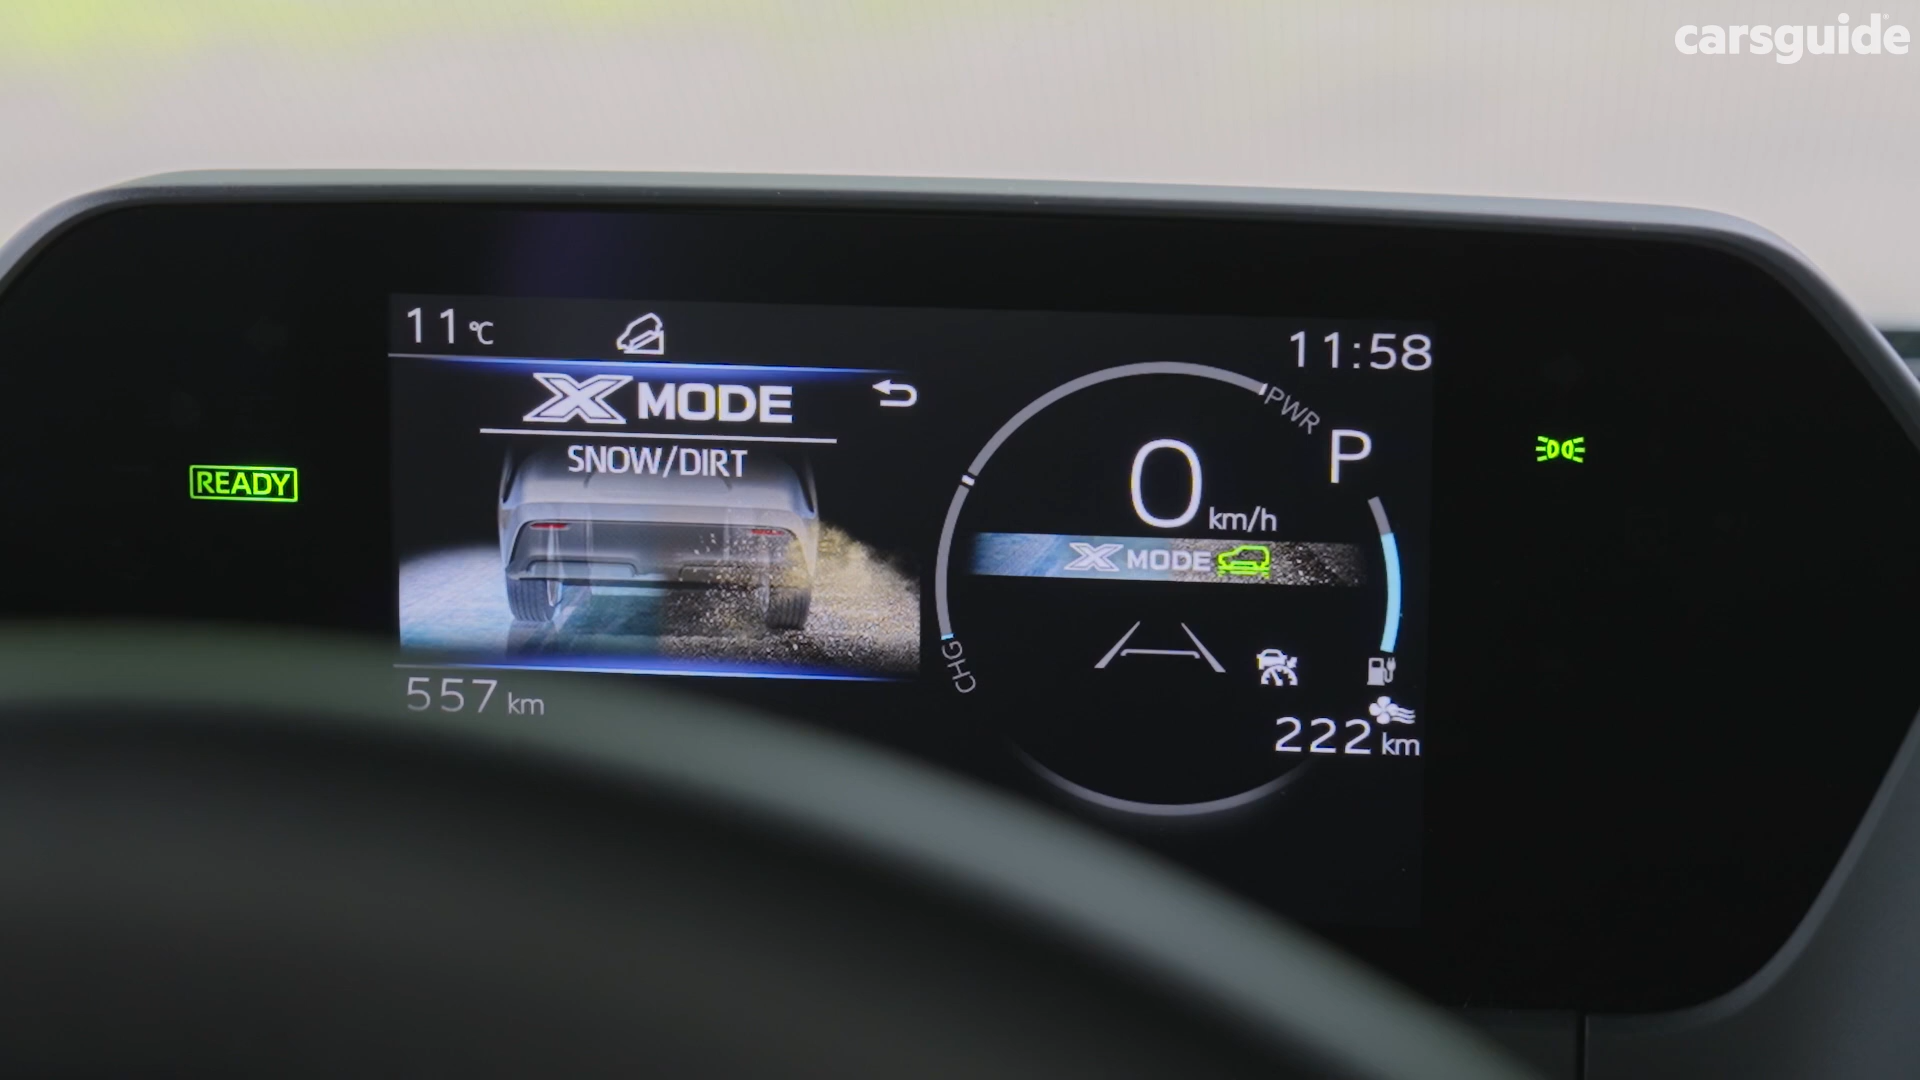 carsguide
11°C
11:58
X MODE
SNOW/DIRT
PWR
P
READY
0 km/h
X MODE
CHG
557 km
222 km